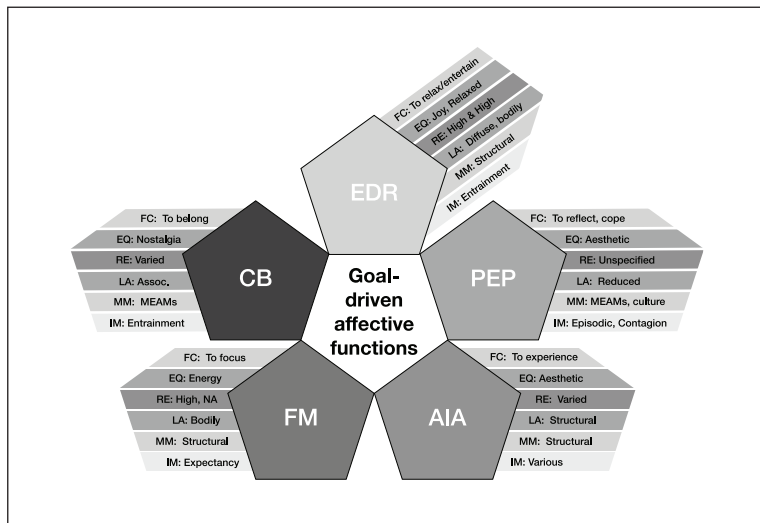 FC: To relax/entertain
EQ: Joy, Relaxed
RE: High & High
LA: Diffuse, bodily
MM: Structural
IM: Entrainment
EDR
FC: To belong
EQ: Nostalgia
RE: Varied
LA: Assoc.
MM: MEAMs
IM: Entrainment
CB
Goal-
driven
affective
functions
PEP
FC: To reflect, cope
EQ: Aesthetic
RE: Unspecified
LA: Reduced
MM: MEAMs, culture
IM: Episodic, Contagion
FC: To focus
EQ: Energy
RE: High, NA
LA: Bodily
MM: Structural
IM: Expectancy
FM
AIA
FC: To experience
EQ: Aesthetic
RE: Varied
LA: Structural
MM: Structural
IM: Various